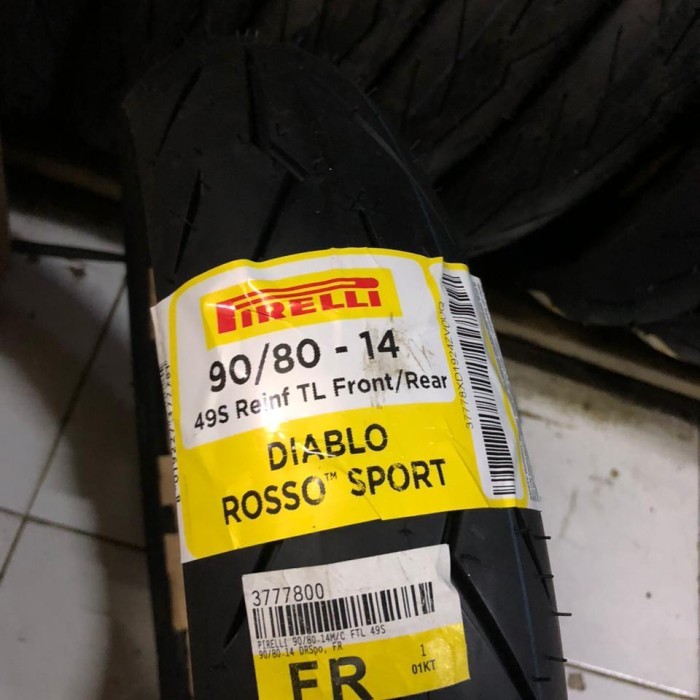 PIRELLI
90/80 - 14
49S Reinf TL Front/Rear
DIABLO
ROSSO™ SPORT
3777800
PIRELLI 90/80-14M/C FTL 49S
90/80-14 DRSpo. FR
FR
1
01KT